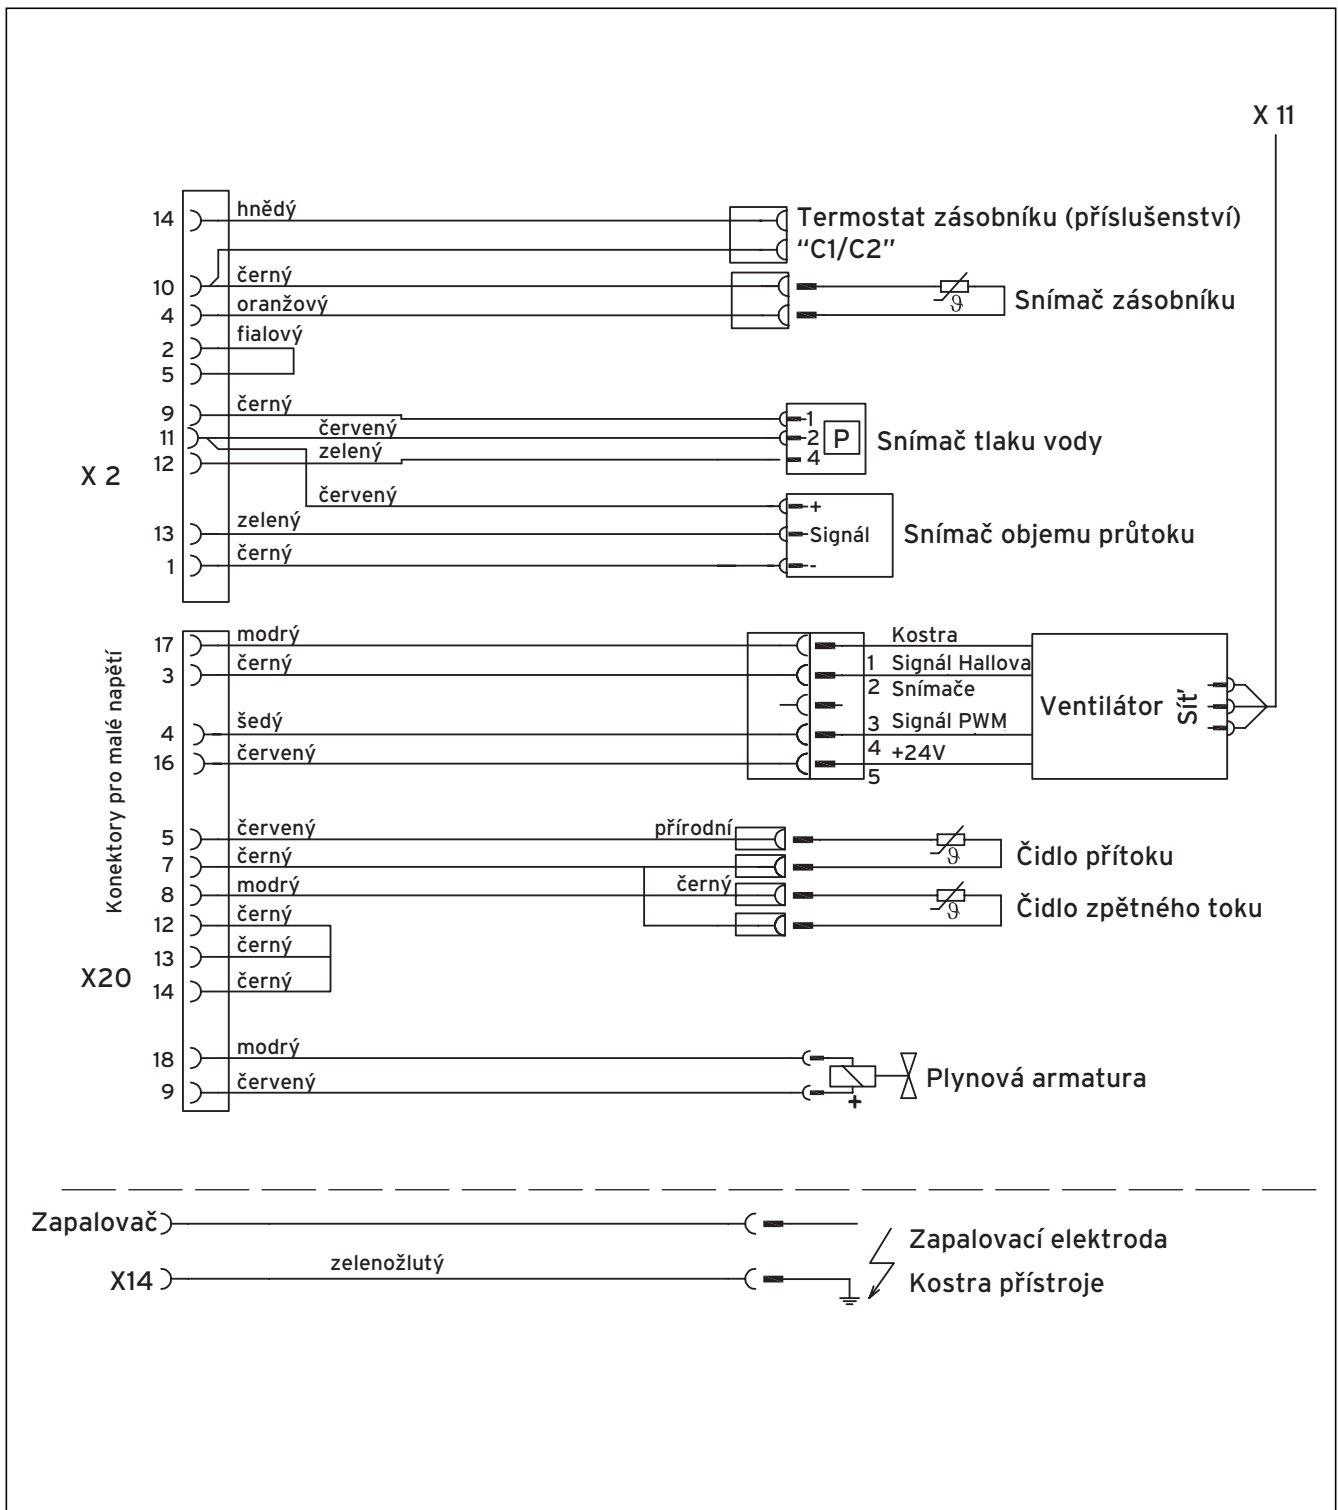 X 11
14 hnědý Termostat zásobníku (příslušenství)
“C1/C2”
10 černý
4 oranžový Snímač zásobníku
ϑ
2 fialový
5
9 černý 1
11 červený 2 P Snímač tlaku vody
12 zelený 4
X 2
červený +
13 zelený Signál Snímač objemu průtoku
1 černý -
Konektory pro malé napětí
17 modrý Kostra
3 černý 1 Signál Hallova
2 Snímače
Ventilátor Síť
4 šedý 3 Signál PWM
16 červený 4 +24V
5
5 červený přírodní
ϑ Čidlo přítoku
7 černý
8 modrý černý
ϑ Čidlo zpětného toku
12 černý
13 černý
X20
14 černý
18 modrý
Plynová armatura
9 červený +
Zapalovač
Zapalovací elektroda
X14 zelenožlutý
Kostra přístroje